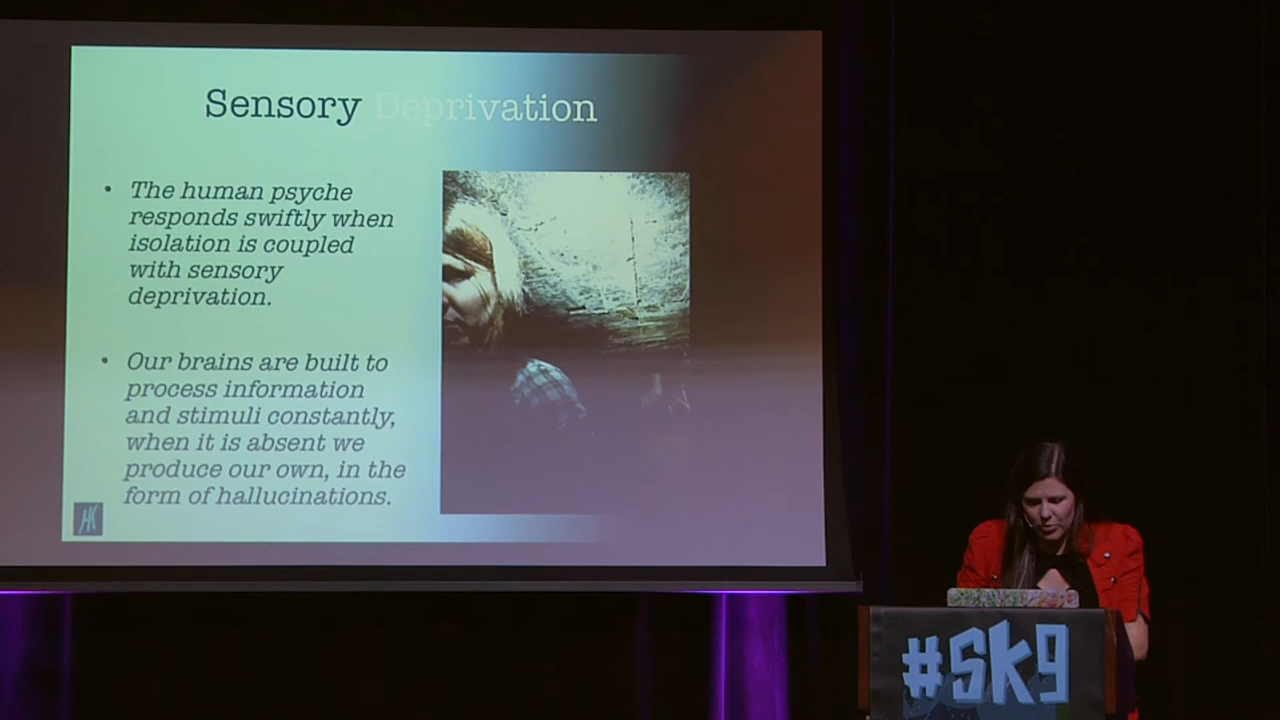 Sensory Deprivation
• The human psyche
responds swiftly when
isolation is coupled
with sensory
deprivation.
• Our brains are built to
process information
and stimuli constantly,
when it is absent we
produce our own, in the
form of hallucinations.
HK
#SK9